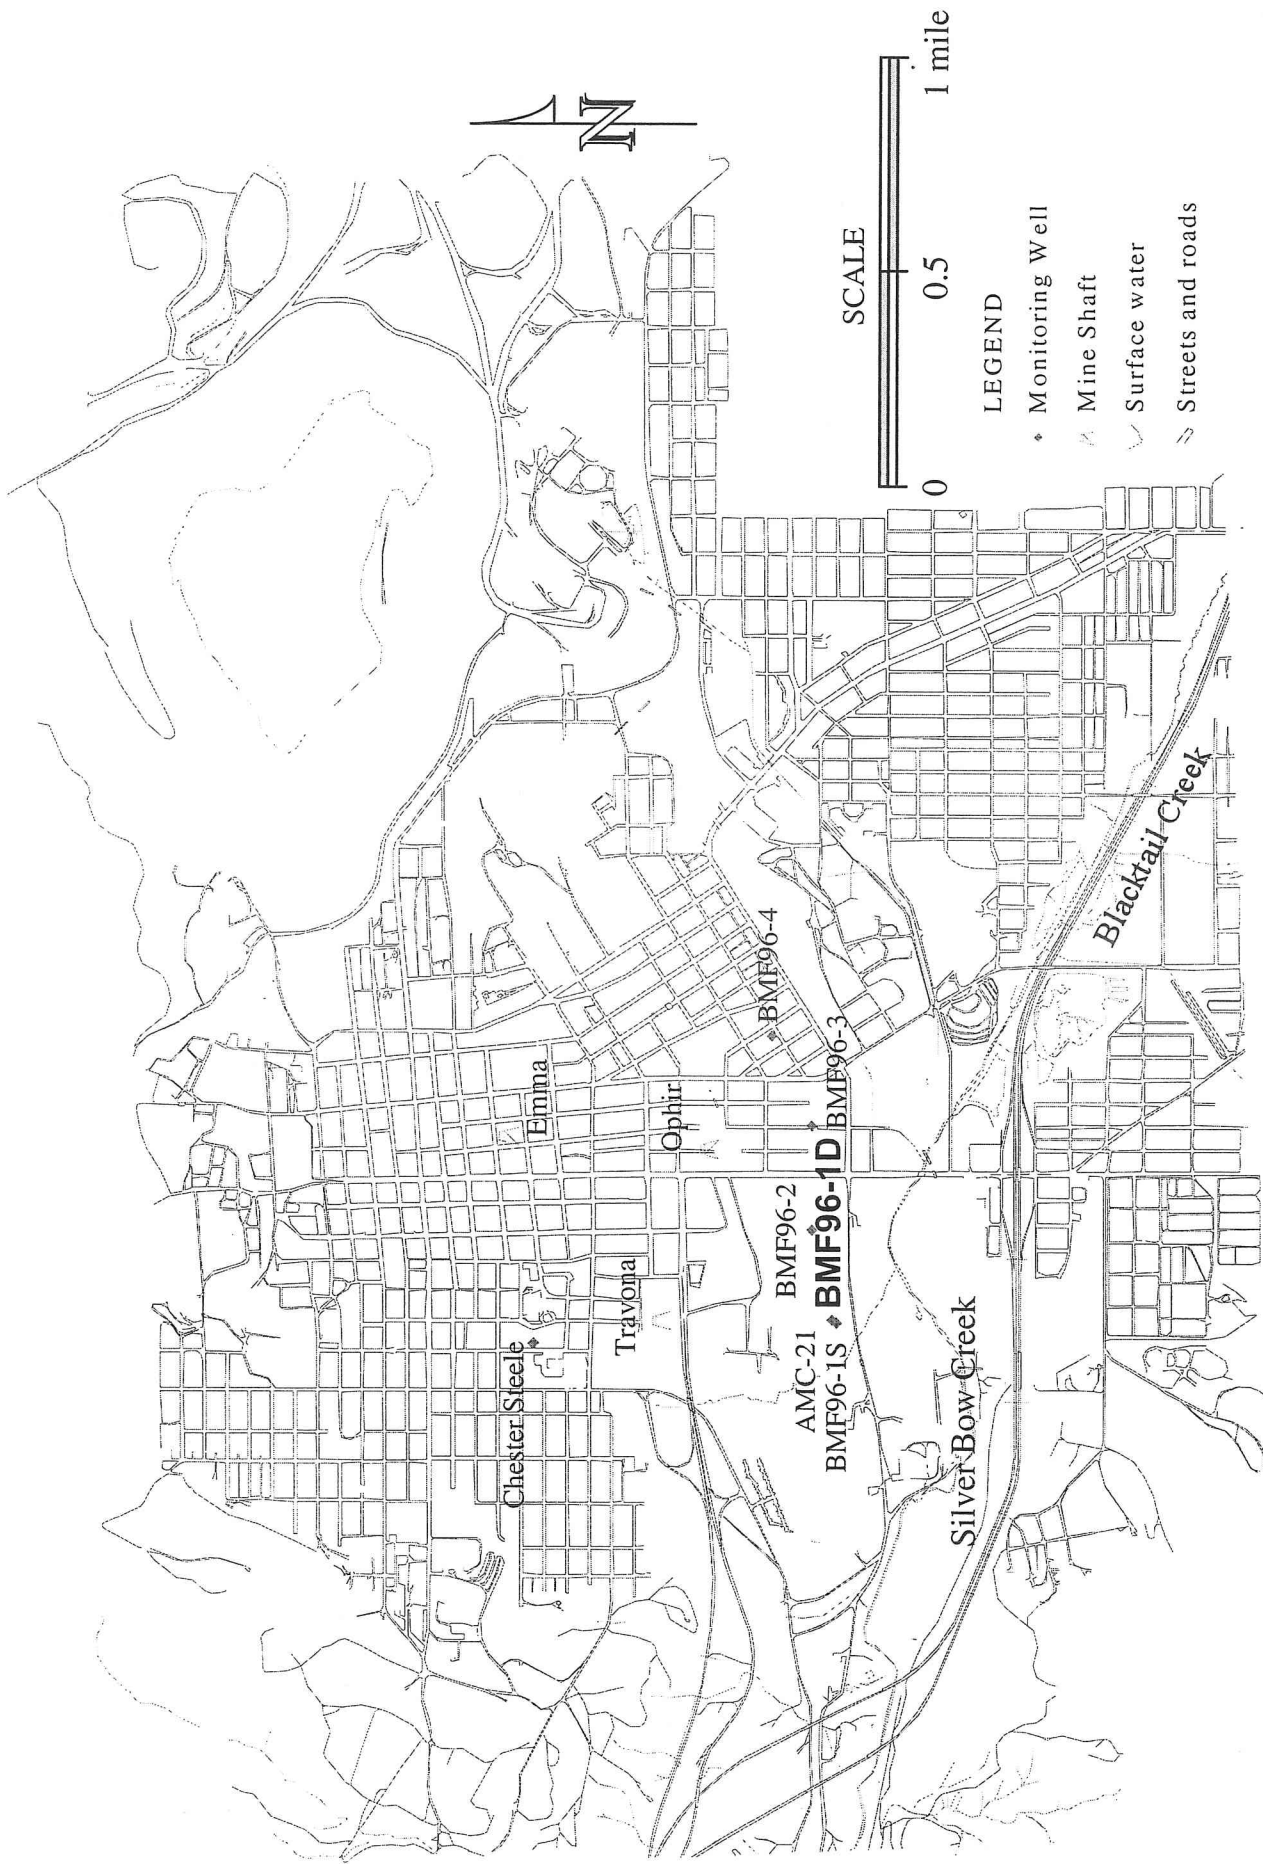 N
SCALE
0 0.5 1 mile
LEGEND
Monitoring Well
Mine Shaft
Surface water
Streets and roads
Chester Steele
Travona
Emma
Ophir
BMF96-4
BMF96-2
AMC-21
BMF96-1S
BMF96-1D
BMF96-3
Silver Bow Creek
Blacktail Creek